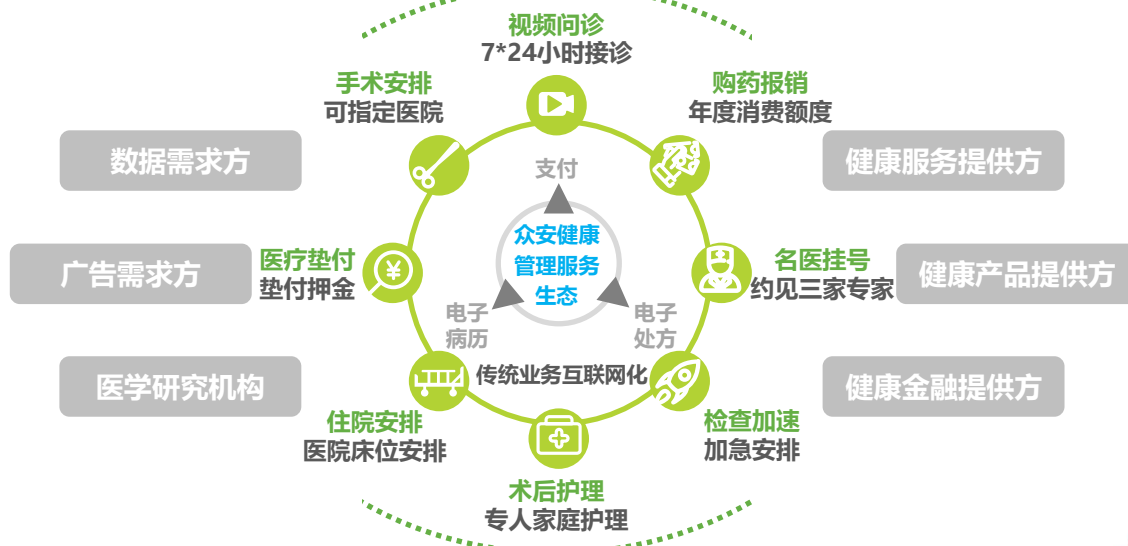 视频问诊
7*24小时接诊
手术安排
可指定医院
购药报销
年度消费额度
数据需求方
健康服务提供方
支付
众安健康
管理服务
生态
广告需求方
医疗垫付
垫付押金
名医挂号
约见三家专家
健康产品提供方
电子
病历
电子
处方
医学研究机构
传统业务互联网化
健康金融提供方
住院安排
医院床位安排
检查加速
加急安排
术后护理
专人家庭护理